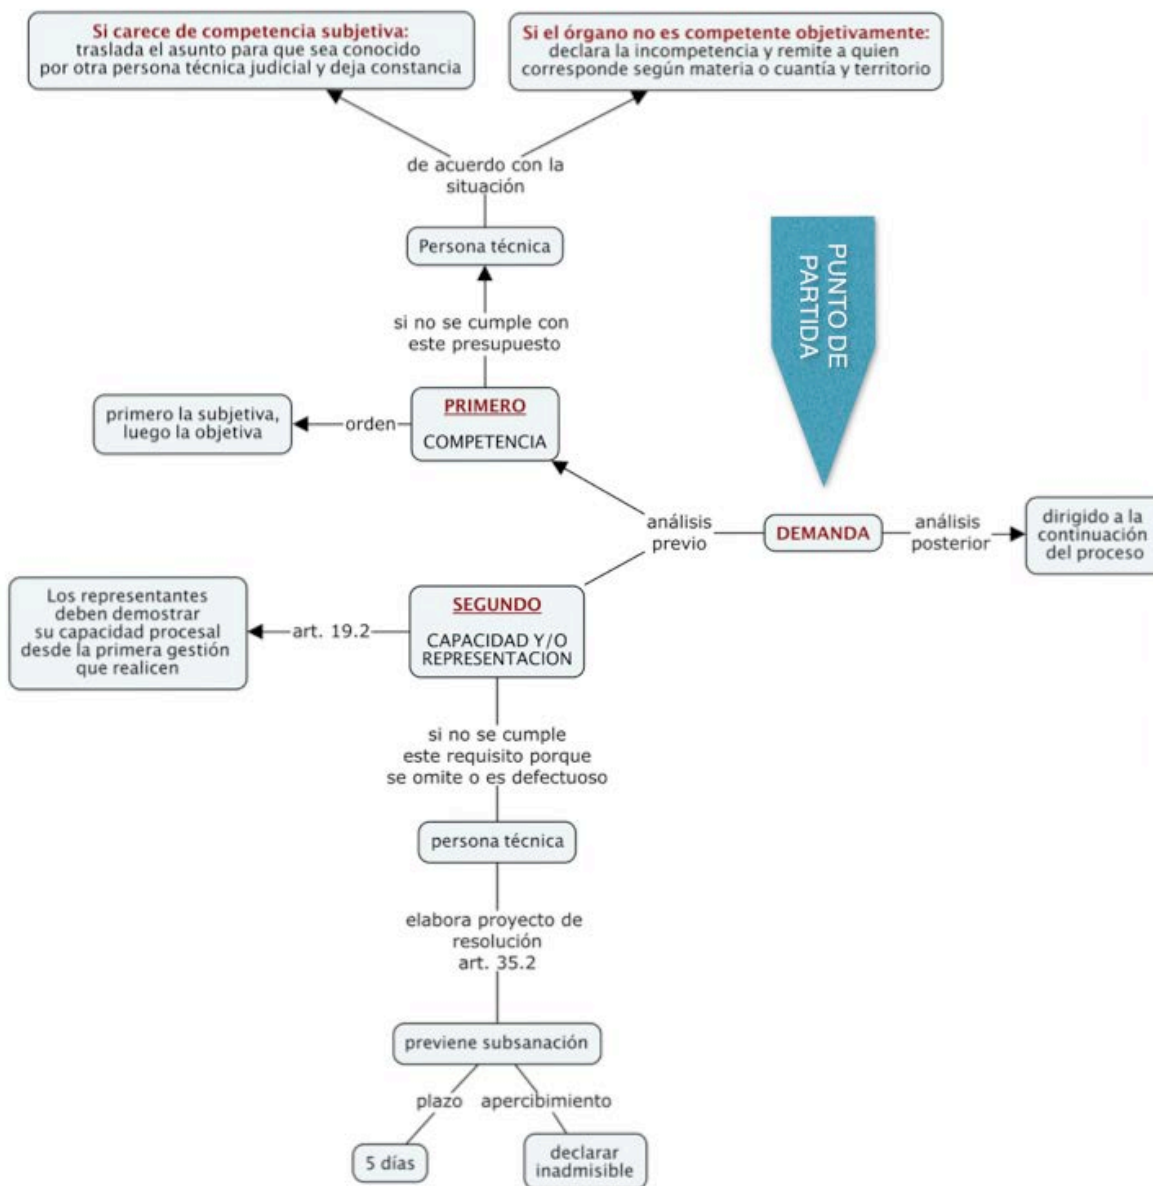 Si carece de competencia subjetiva:
traslada el asunto para que sea conocido
por otra persona técnica judicial y deja constancia
Si el órgano no es competente objetivamente:
declara la incompetencia y remite a quien
corresponde según materia o cuantía y territorio
de acuerdo con la
situación
Persona técnica
PUNTO DE
PARTIDA
si no se cumple con
este presupuesto
primero la subjetiva,
luego la objetiva
orden
PRIMERO
COMPETENCIA
análisis
previo
DEMANDA
análisis
posterior
dirigido a la
continuación
del proceso
Los representantes
deben demostrar
su capacidad procesal
desde la primera gestión
que realicen
art. 19.2
SEGUNDO
CAPACIDAD Y/O
REPRESENTACION
si no se cumple
este requisito porque
se omite o es defectuoso
persona técnica
elabora proyecto de
resolución
art. 35.2
previene subsanación
plazo
apercibimiento
5 días
declarar
inadmisible